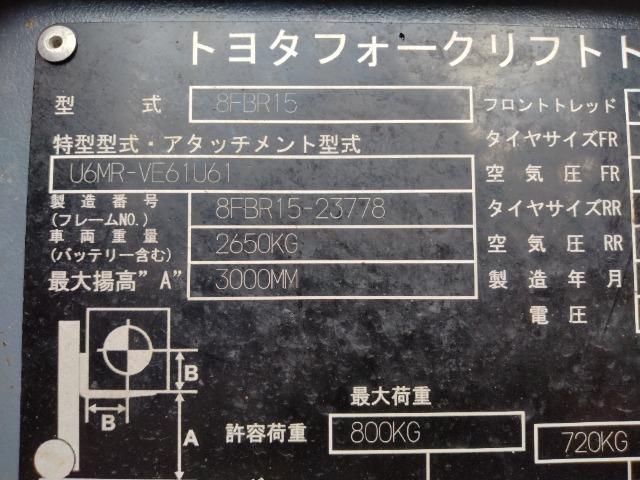 トヨタフォークリフト
型 式 8FBR15 フロントトレッド
特型型式・アタッチメント型式 タイヤサイズFR
U6MR-VE61U61 空気圧FR
製造番号
(フレームNO.) 8FBR15-23778 タイヤサイズRR
車両重量
(バッテリー含む) 2650KG 空気圧RR
最大揚高"A" 3000MM 製造年月
電圧
B
B
A
最大荷重
許容荷重 800KG 720KG